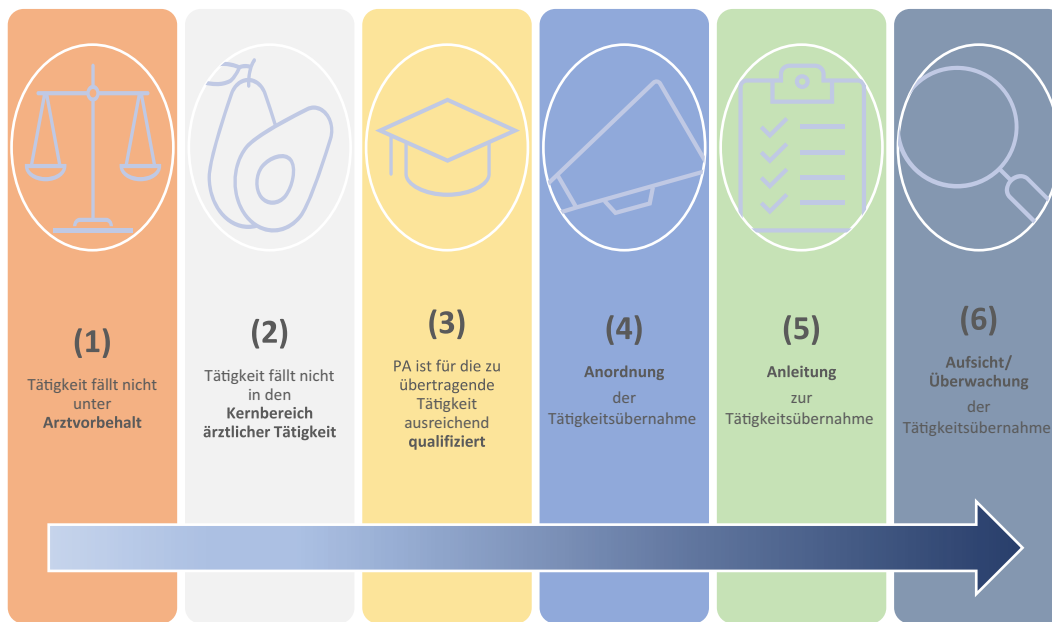 (1)
Tätigkeit fällt nicht
unter
Arztvorbehalt
(2)
Tätigkeit fällt nicht
in den
Kernbereich
ärztlicher Tätigkeit
(3)
PA ist für die zu
übertragende
Tätigkeit
ausreichend
qualifiziert
(4)
Anordnung
der
Tätigkeitsübernahme
(5)
Anleitung
zur
Tätigkeitsübernahme
(6)
Aufsicht/
Überwachung
der
Tätigkeitsübernahme